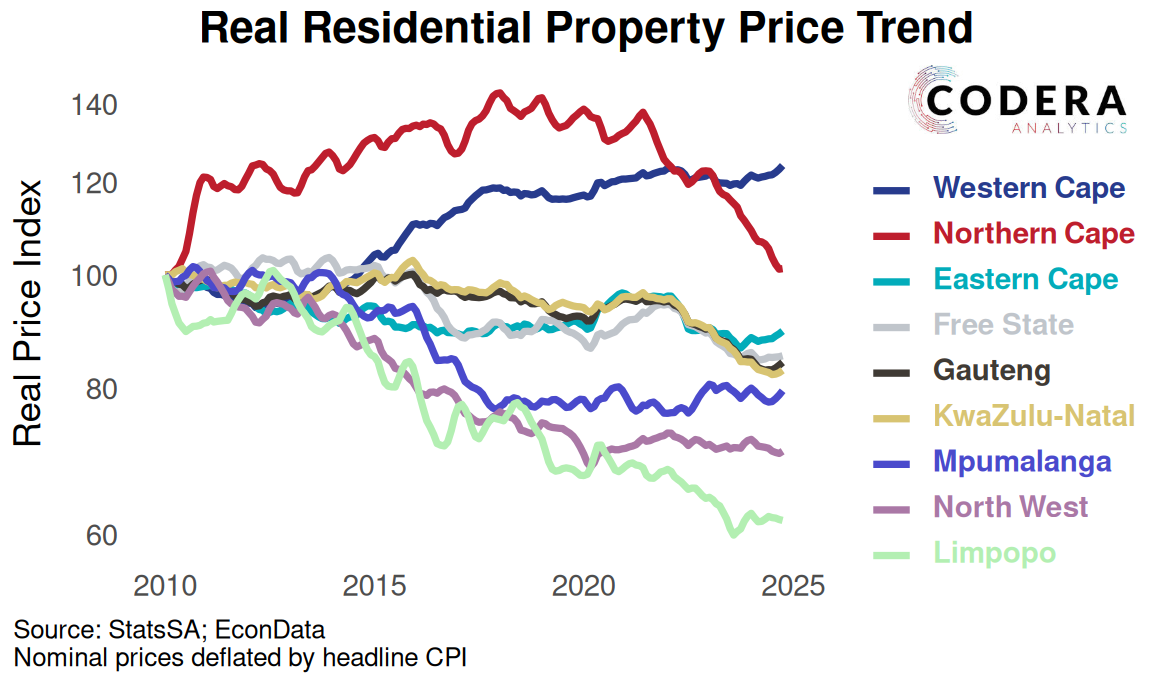 Real Residential Property Price Trend
CODERA
ANALYTICS
Real Price Index
140
120
100
80
60
2010
2015
2020
2025
Western Cape
Northern Cape
Eastern Cape
Free State
Gauteng
KwaZulu-Natal
Mpumalanga
North West
Limpopo
Source: StatsSA; EconData
Nominal prices deflated by headline CPI